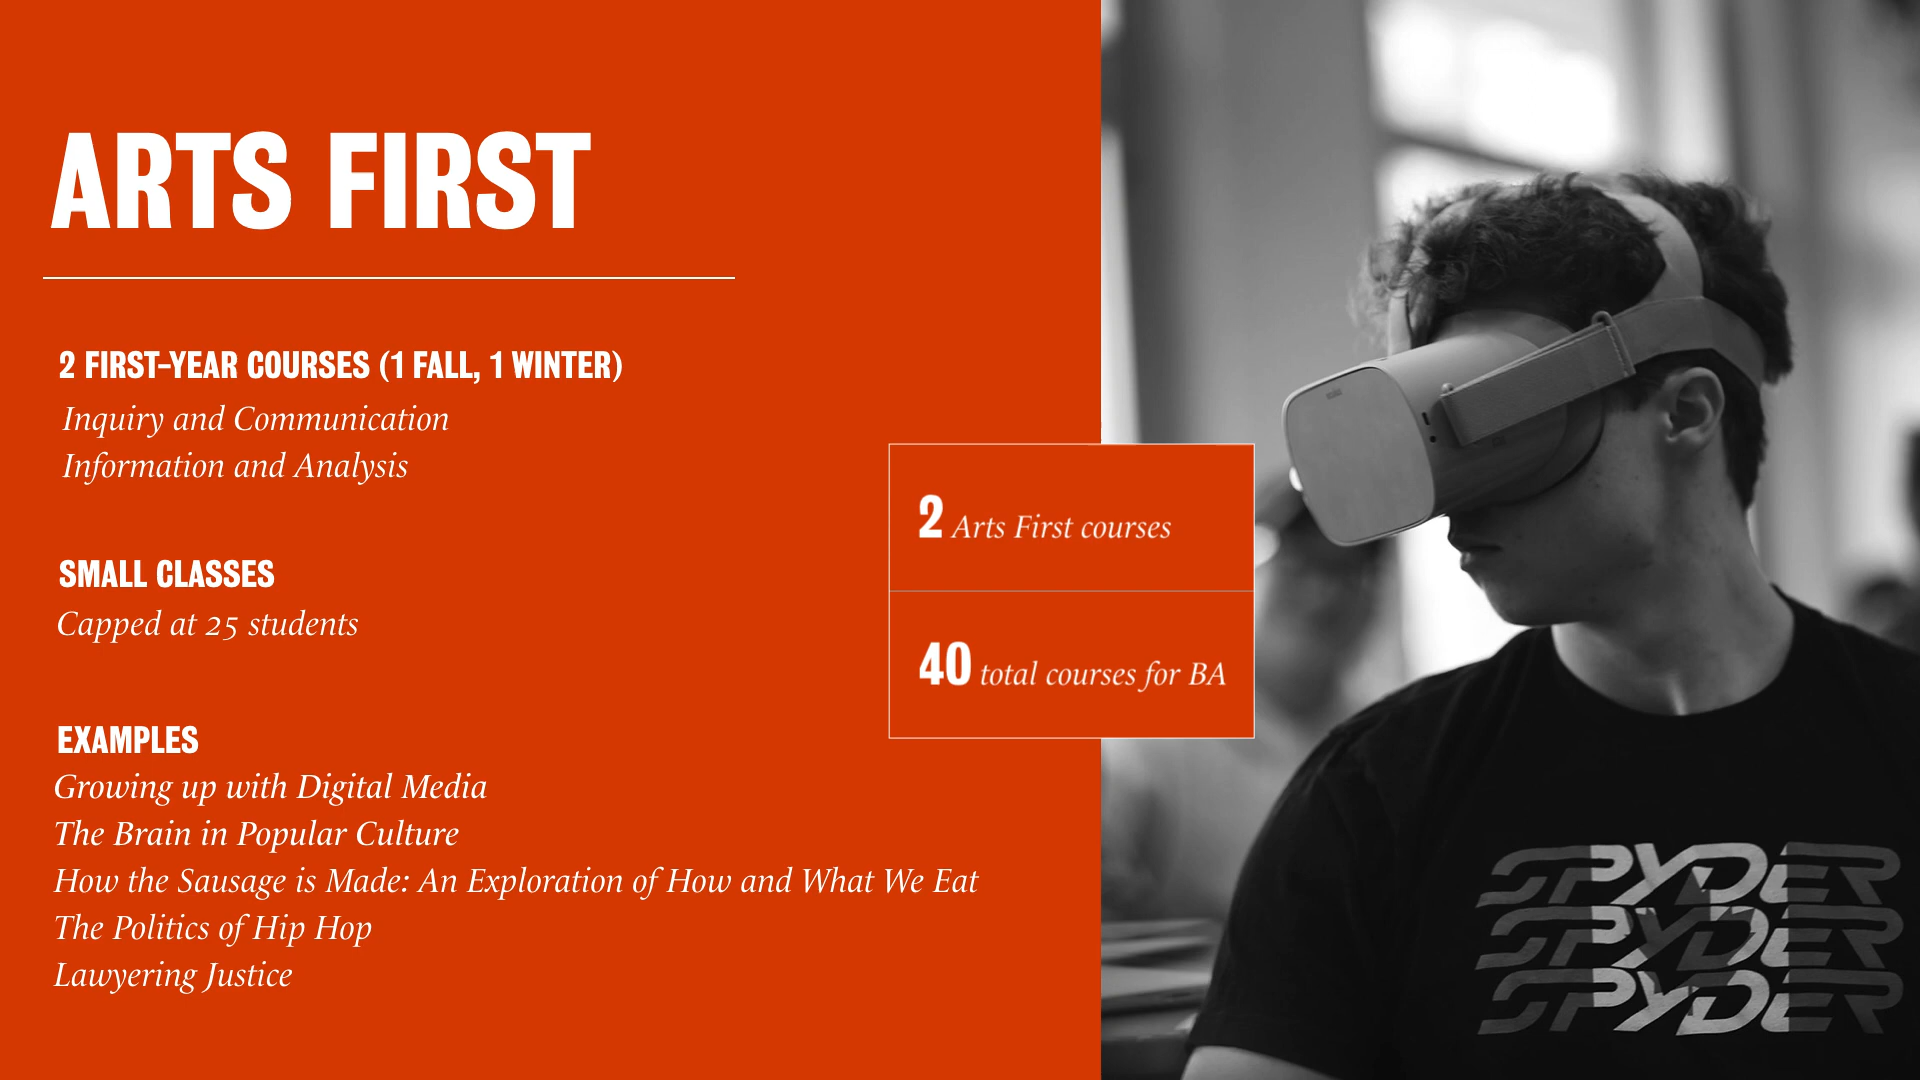 ARTS FIRST
2 FIRST-YEAR COURSES (1 FALL, 1 WINTER)
Inquiry and Communication
Information and Analysis
SMALL CLASSES
Capped at 25 students
EXAMPLES
Growing up with Digital Media
The Brain in Popular Culture
How the Sausage is Made: An Exploration of How and What We Eat
The Politics of Hip Hop
Lawyering Justice
2 Arts First courses
40 total courses for BA
SPYDER
SPYDER
SPYDER